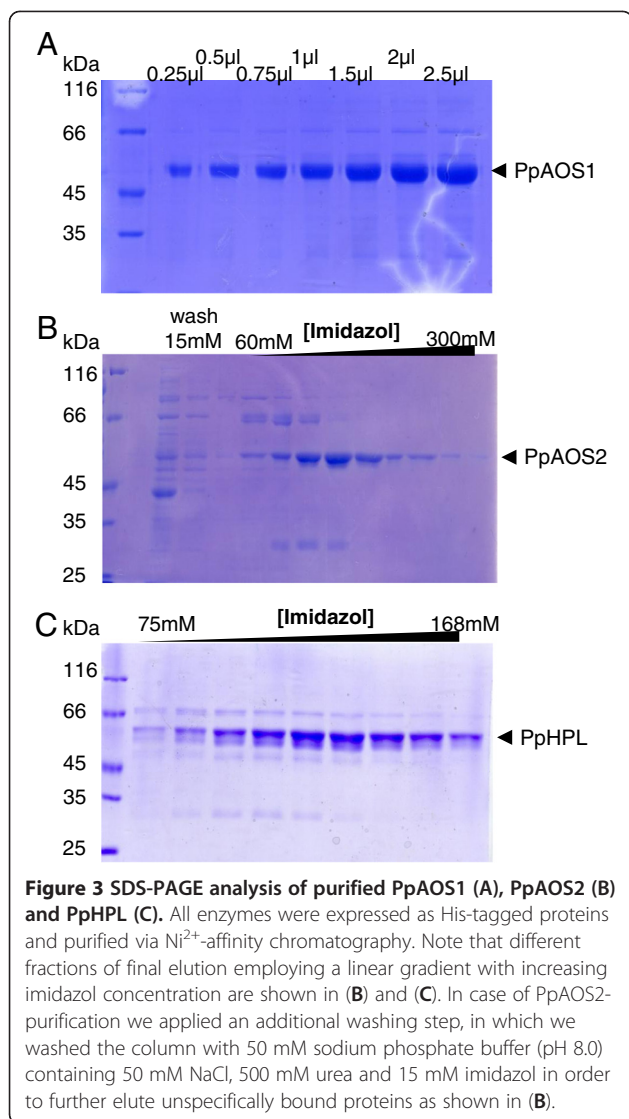 A
kDa
0.25µl 0.5µl 0.75µl 1µl 1.5µl 2µl 2.5µl
116
66
45
35
◄ PpAOS1
B
kDa
wash
15mM 60mM [Imidazol] 300mM
116
66
45
35
25
◄ PpAOS2
C
kDa
75mM [Imidazol] 168mM
116
66
45
35
25
◄ PpHPL
Figure 3 SDS-PAGE analysis of purified PpAOS1 (A), PpAOS2 (B)
and PpHPL (C). All enzymes were expressed as His-tagged proteins
and purified via Ni²⁺-affinity chromatography. Note that different
fractions of final elution employing a linear gradient with increasing
imidazol concentration are shown in (B) and (C). In case of PpAOS2-
purification we applied an additional washing step, in which we
washed the column with 50 mM sodium phosphate buffer (pH 8.0)
containing 50 mM NaCl, 500 mM urea and 15 mM imidazol in order
to further elute unspecifically bound proteins as shown in (B).